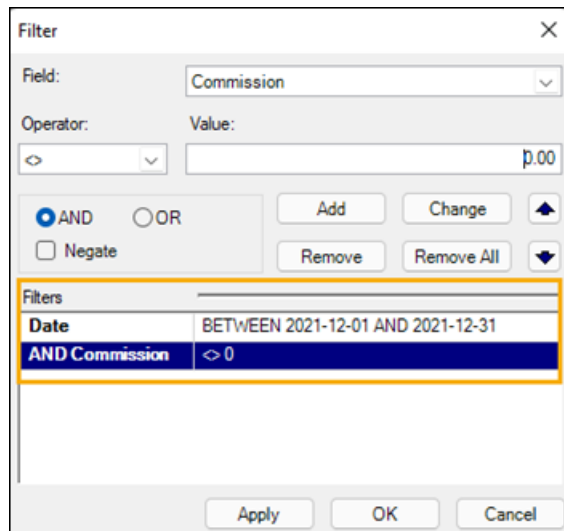 Filter
Field:
Commission
Operator:
Value:
<>
0.00
AND
OR
Negate
Add
Change
Remove
Remove All
Filters
Date BETWEEN 2021-12-01 AND 2021-12-31
AND Commission <> 0
Apply
OK
Cancel